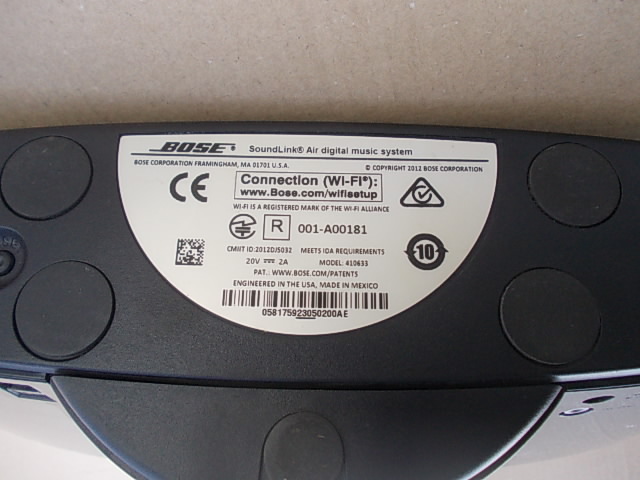 BOSE® SoundLink® Air digital music system
BOSE CORPORATION FRAMINGHAM, MA 01701 U.S.A. © COPYRIGHT 2012 BOSE CORPORATION
CE
Connection (WI-FI®):
www.Bose.com/wifisetup
WI-FI IS A REGISTERED MARK OF THE WI-FI ALLIANCE
R 001-A00181
CMIIT ID:2012DJ5032 MEETS IDA REQUIREMENTS
10
20V ⎓ 2A MODEL: 410633
PAT.: WWW.BOSE.COM/PATENTS
ENGINEERED IN THE USA, MADE IN MEXICO
058175923050200AE